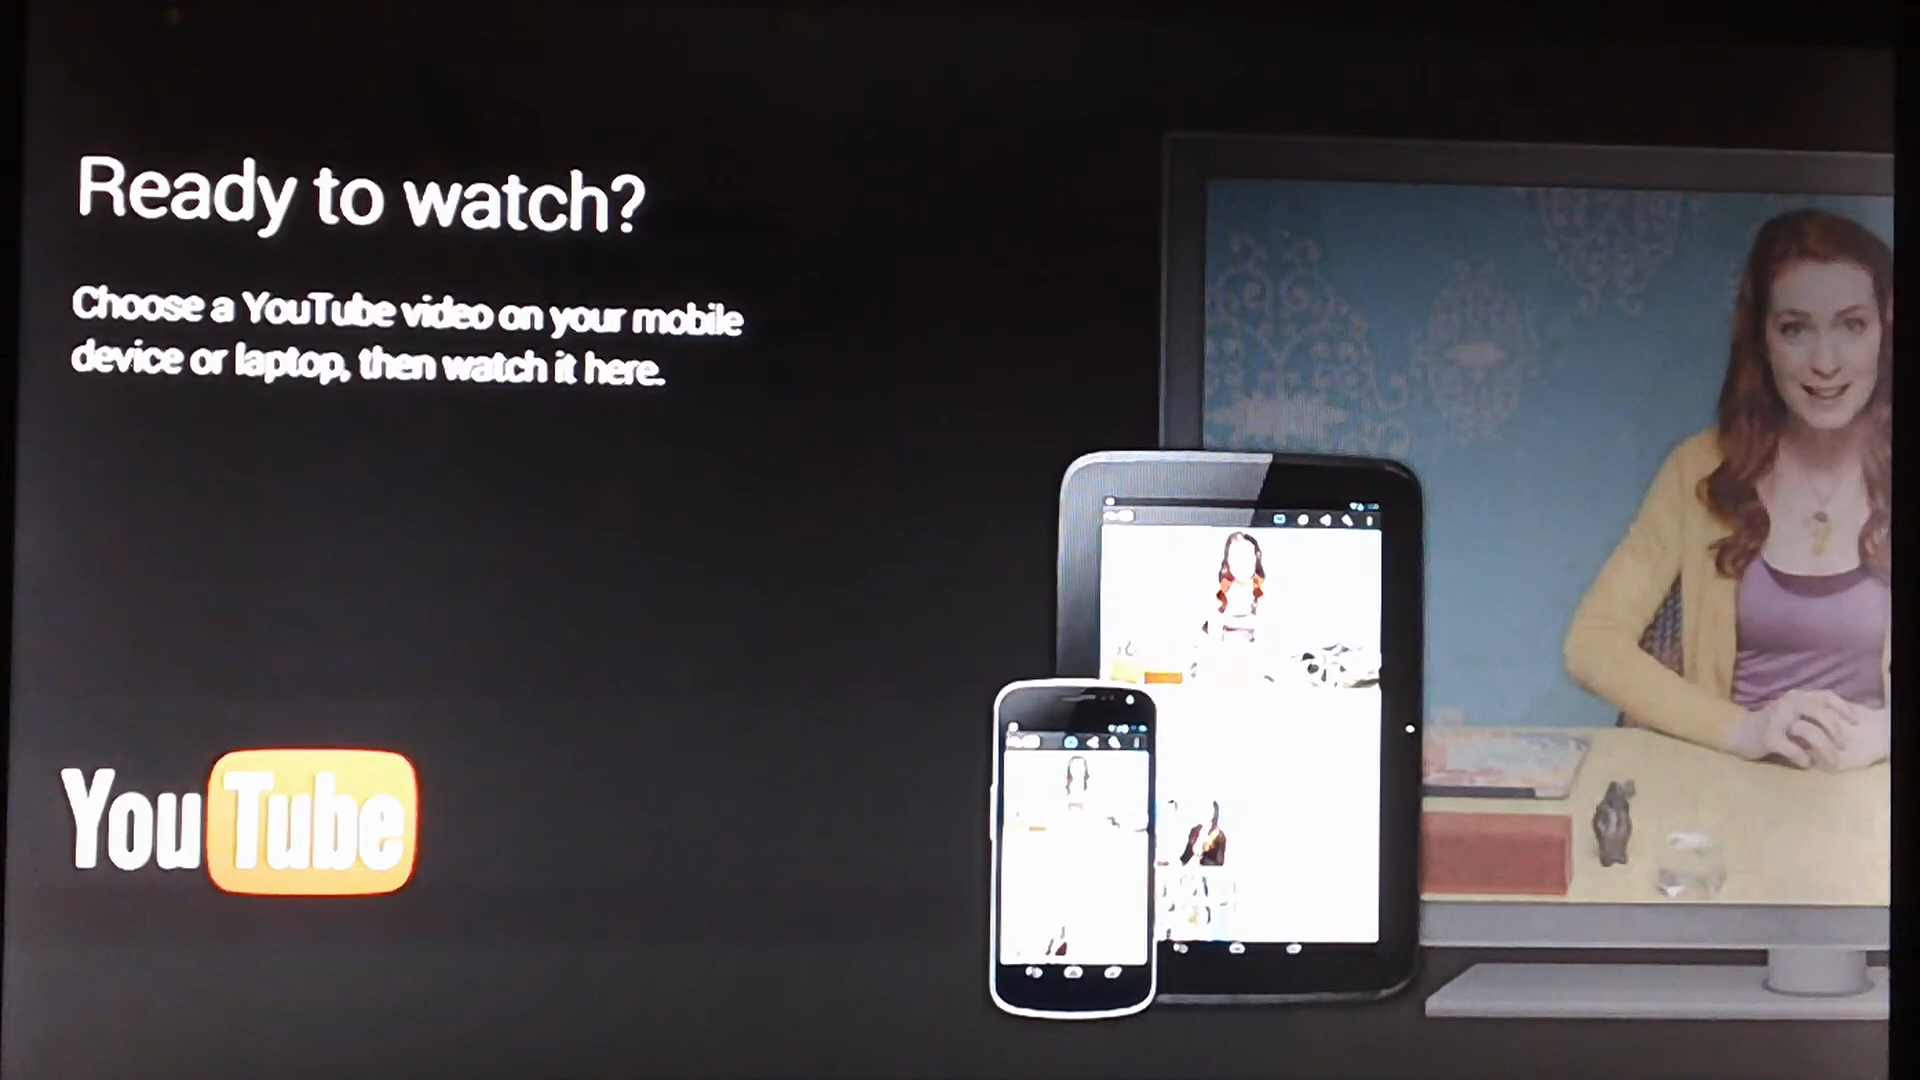 Ready to watch?
Choose a YouTube video on your mobile
device or laptop, then watch it here.
YouTube